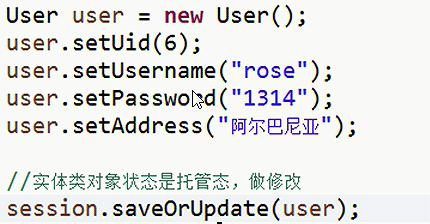 User user = new User();
user.setUid(6);
user.setUsername("rose");
user.setPassword("1314");
user.setAddress("阿尔巴尼亚");
//实体类对象状态是托管态，做修改
session.saveOrUpdate(user);